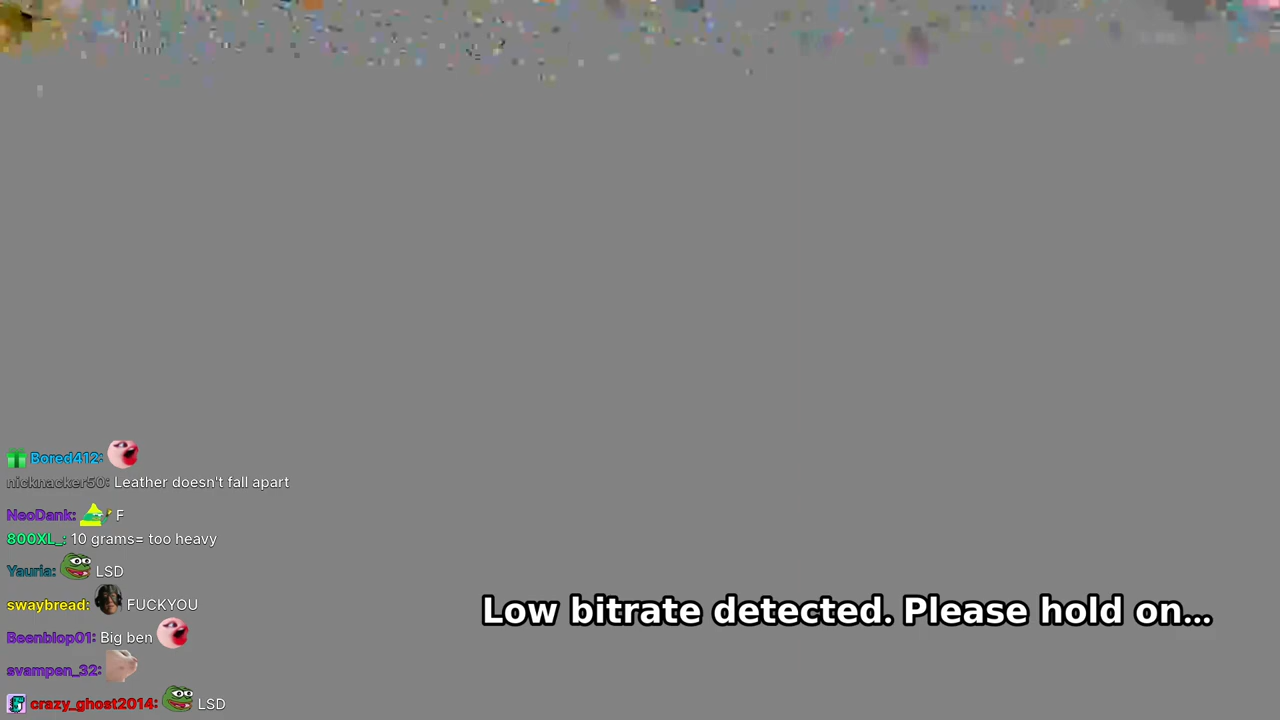 Bored412:
nicknacker50: Leather doesn't fall apart
NeoDank: F
800XL_: 10 grams= too heavy
Yauria: LSD
swaybread: FUCKYOU
Beenblop01: Big ben
svampen_32:
crazy_ghost2014: LSD
Low bitrate detected. Please hold on...